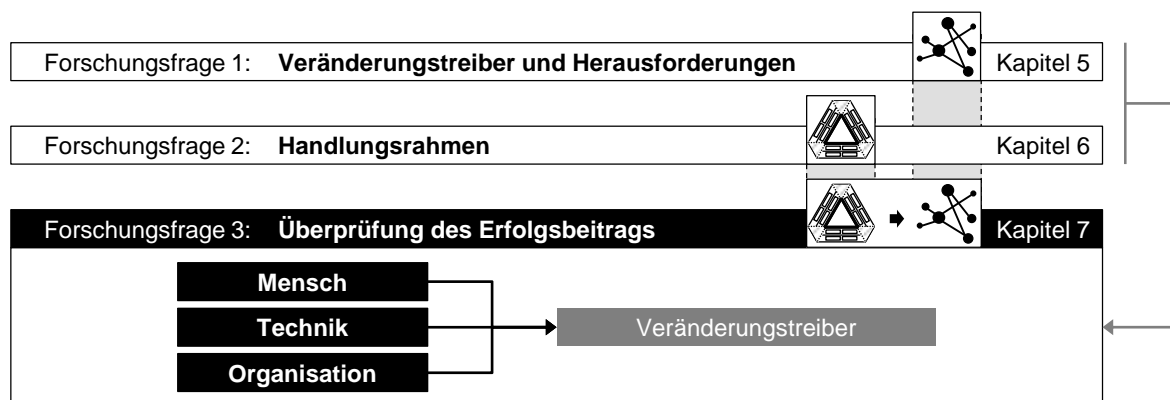 Forschungsfrage 1: Veränderungstreiber und Herausforderungen Kapitel 5
Forschungsfrage 2: Handlungsrahmen Kapitel 6
Forschungsfrage 3: Überprüfung des Erfolgsbeitrags Kapitel 7
Mensch
Technik Veränderungstreiber
Organisation